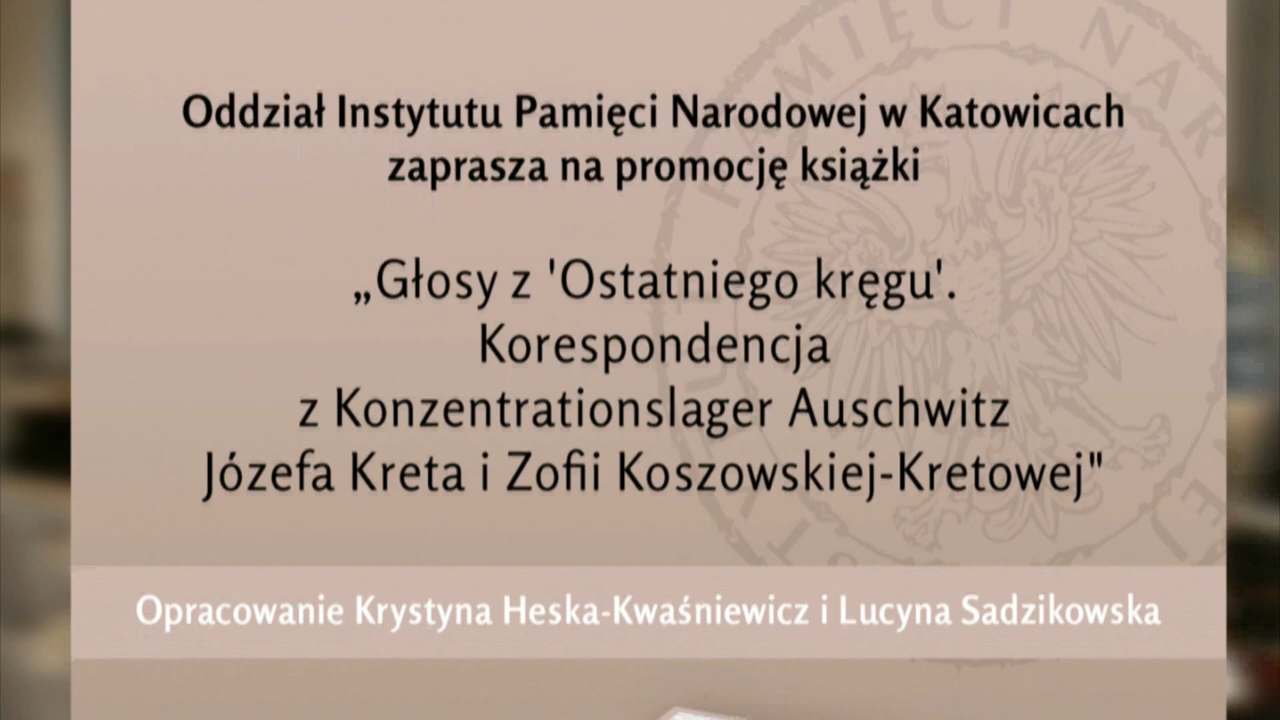 Oddział Instytutu Pamięci Narodowej w Katowicach
zaprasza na promocję książki
„Głosy z 'Ostatniego kręgu'.
Korespondencja
z Konzentrationslager Auschwitz
Józefa Kreta i Zofii Koszowskiej-Kretowej"
Opracowanie Krystyna Heska-Kwaśniewicz i Lucyna Sadzikowska